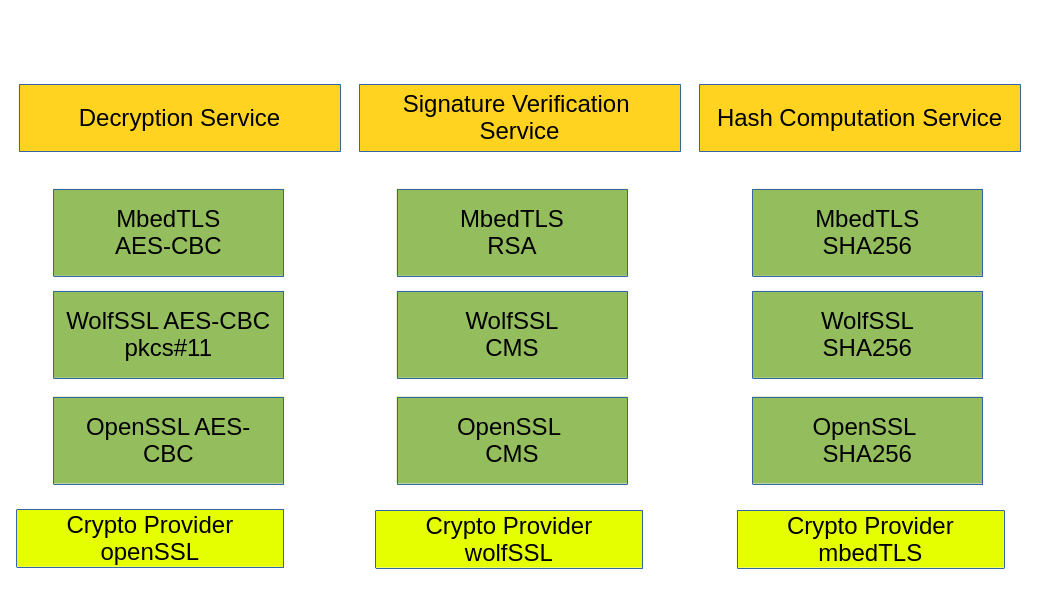 Decryption Service
Signature Verification
Service
Hash Computation Service
MbedTLS
AES-CBC
MbedTLS
RSA
MbedTLS
SHA256
WolfSSL AES-CBC
pkcs#11
WolfSSL
CMS
WolfSSL
SHA256
OpenSSL AES-
CBC
OpenSSL
CMS
OpenSSL
SHA256
Crypto Provider
openSSL
Crypto Provider
wolfSSL
Crypto Provider
mbedTLS